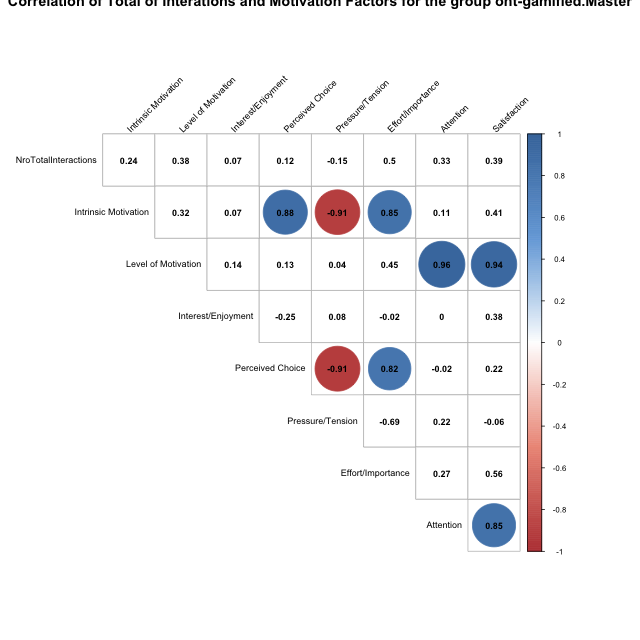 Correlation of Total of Interations and Motivation Factors for the group ont-gamified.Master
Intrinsic Motivation
Level of Motivation
Interest/Enjoyment
Perceived Choice
Pressure/Tension
Effort/Importance
Attention
Satisfaction
NroTotalInteractions 0.24 0.38 0.07 0.12 -0.15 0.5 0.33 0.39
Intrinsic Motivation 0.32 0.07 0.88 -0.91 0.85 0.11 0.41
Level of Motivation 0.14 0.13 0.04 0.45 0.96 0.94
Interest/Enjoyment -0.25 0.08 -0.02 0 0.38
Perceived Choice -0.91 0.82 -0.02 0.22
Pressure/Tension -0.69 0.22 -0.06
Effort/Importance 0.27 0.56
Attention 0.85
1
0.8
0.6
0.4
0.2
0
-0.2
-0.4
-0.6
-0.8
-1